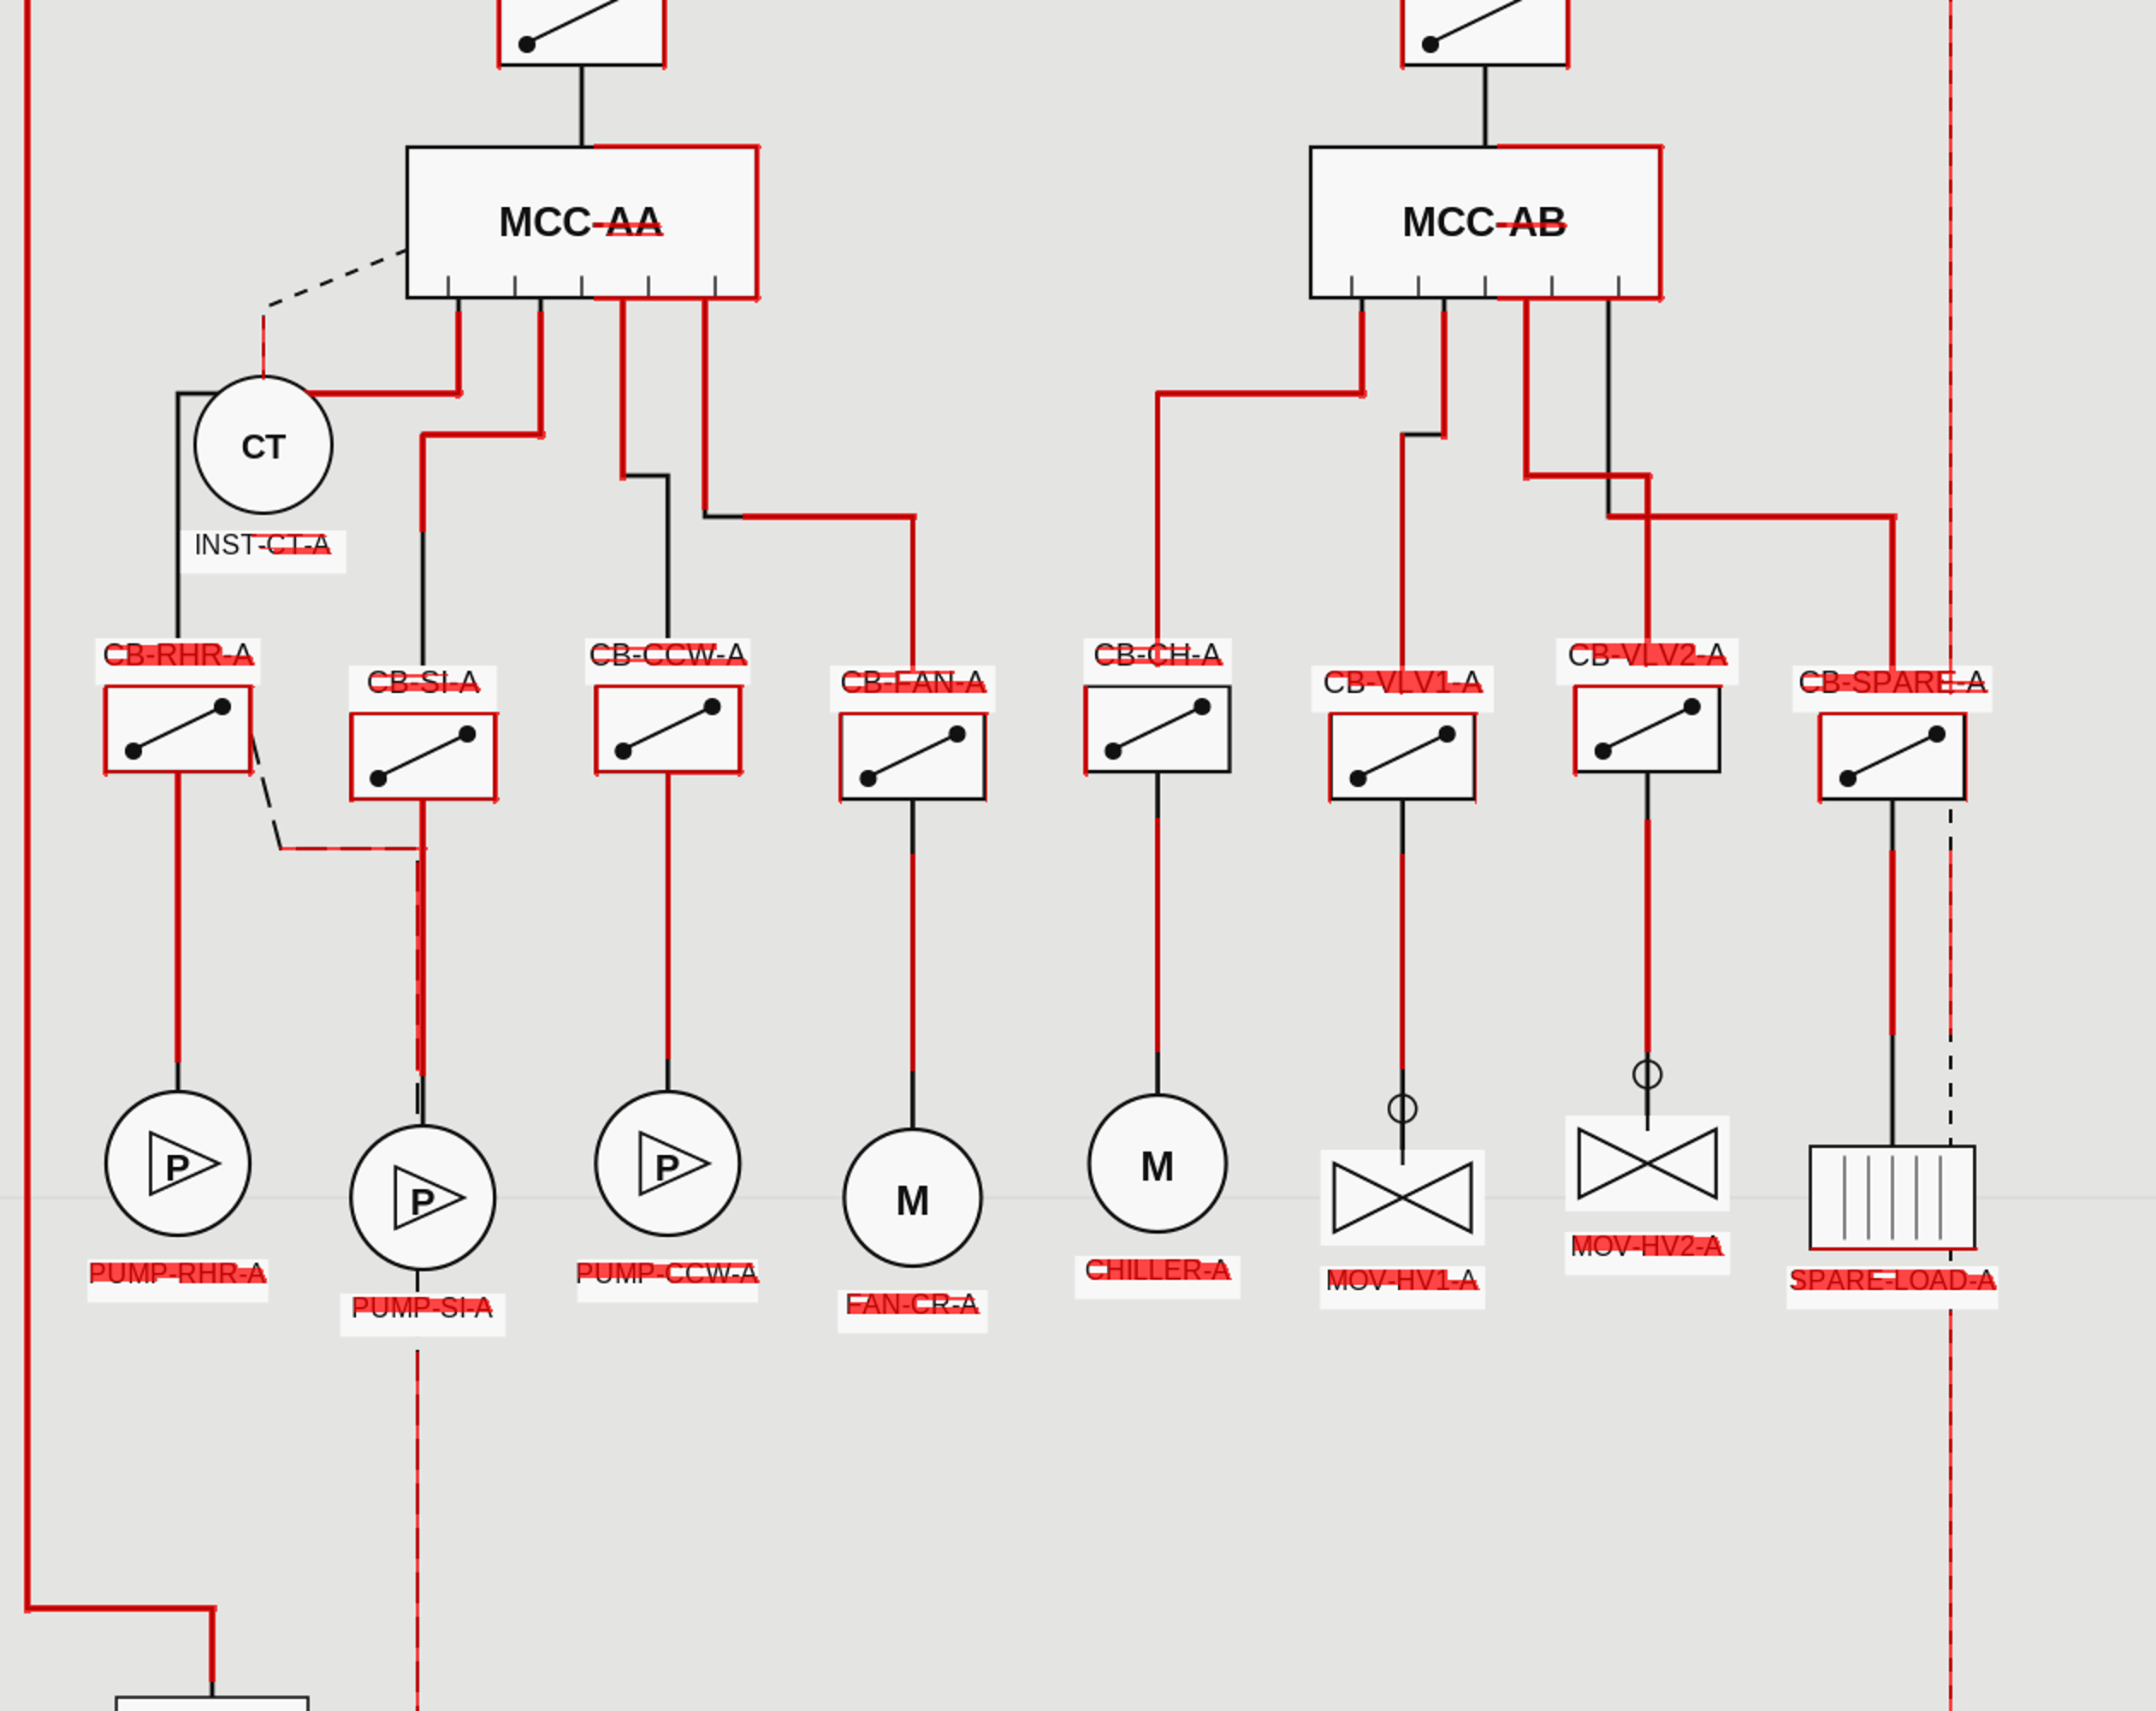 MCC-AA
MCC-AB
CT
INST-CT-A
CB-RHR-A
CB-SI-A
CB-CCW-A
CB-FAN-A
CB-CH-A
CB-VLV1-A
CB-VLV2-A
CB-SPARE-A
P
P
P
M
M
PUMP-RHR-A
PUMP-SI-A
PUMP-CCW-A
FAN-CR-A
CHILLER-A
MOV-HV1-A
MOV-HV2-A
SPARE-LOAD-A